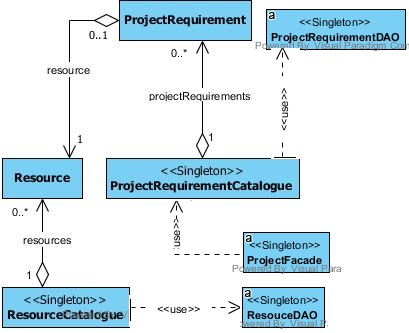 ProjectRequirement
a
<<Singleton>>
ProjectRequirementDAO
Powered By Visual Paradigm Com
0..1
0..*
resource
projectRequirements
<<use>>
1
1
Resource
<<Singleton>>
ProjectRequirementCatalogue
0..*
<<use>>
resources
a
<<Singleton>>
ProjectFacade
Powered By Visual Para
1
<<Singleton>>
ResourceCatalogue
<<use>>
a
<<Singleton>>
ResouceDAO
wered By Visual P